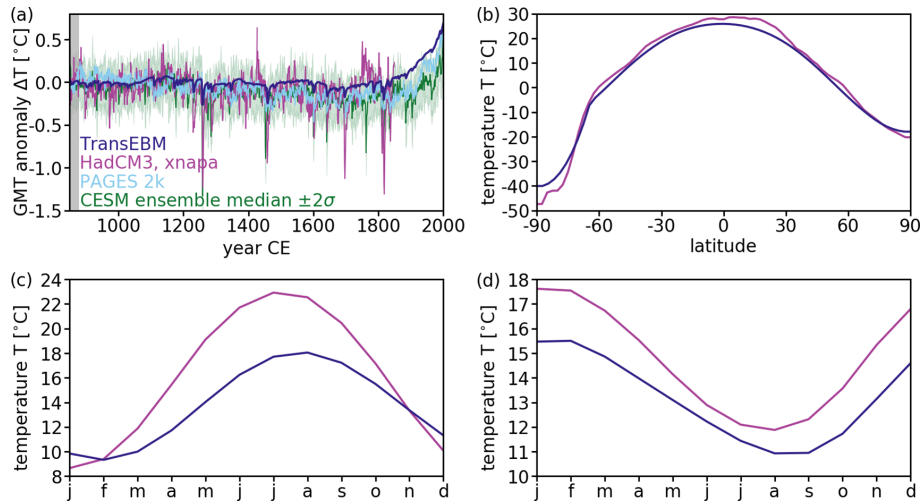 (a)
GMT anomaly ΔT [°C]
0.5
0.0
-0.5
-1.0
-1.5
TransEBM
HadCM3, xnapa
PAGES 2k
CESM ensemble median ±2σ
1000 1200 1400 1600 1800 2000
year CE
(b)
temperature T [°C]
30
20
10
0
-10
-20
-30
-40
-50
-90 -60 -30 0 30 60 90
latitude
(c)
temperature T [°C]
24
22
20
18
16
14
12
10
8
j f m a m j j a s o n d
(d)
temperature T [°C]
18
17
16
15
14
13
12
11
10
j f m a m j j a s o n d